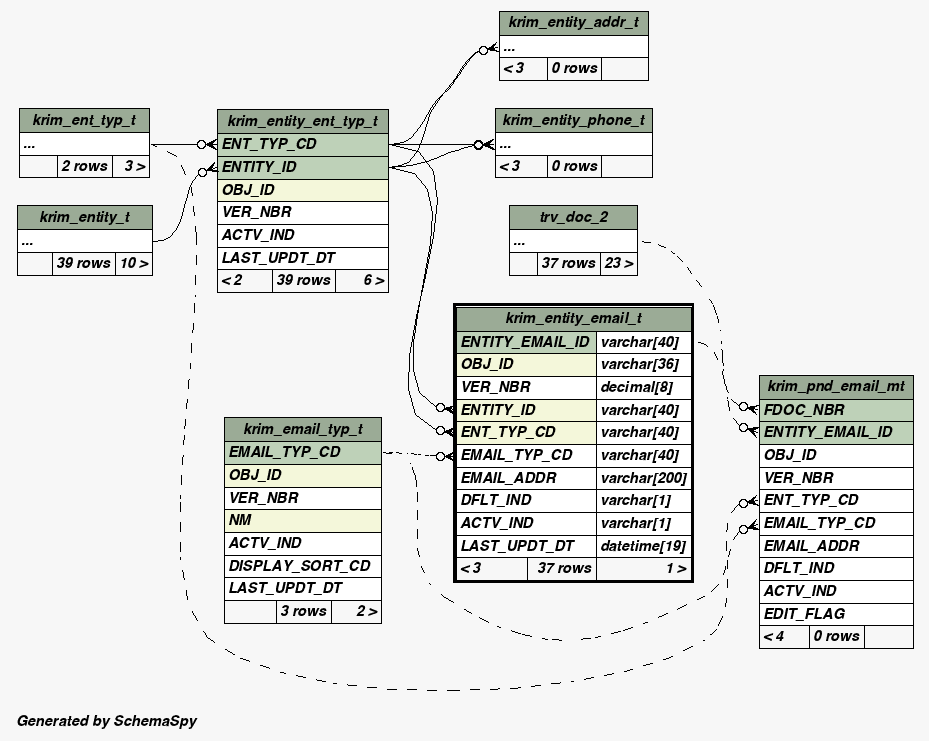 krim_entity_addr_t
...
< 3 0 rows
krim_ent_typ_t
...
2 rows 3 >
krim_entity_ent_typ_t
ENT_TYP_CD
ENTITY_ID
OBJ_ID
VER_NBR
ACTV_IND
LAST_UPDT_DT
< 2 39 rows 6 >
krim_entity_phone_t
...
< 3 0 rows
krim_entity_t
...
39 rows 10 >
trv_doc_2
...
37 rows 23 >
krim_entity_email_t
ENTITY_EMAIL_ID varchar[40]
OBJ_ID varchar[36]
VER_NBR decimal[8]
ENTITY_ID varchar[40]
ENT_TYP_CD varchar[40]
EMAIL_TYP_CD varchar[40]
EMAIL_ADDR varchar[200]
DFLT_IND varchar[1]
ACTV_IND varchar[1]
LAST_UPDT_DT datetime[19]
< 3 37 rows 1 >
krim_pnd_email_mt
FDOC_NBR
ENTITY_EMAIL_ID
OBJ_ID
VER_NBR
ENT_TYP_CD
EMAIL_TYP_CD
EMAIL_ADDR
DFLT_IND
ACTV_IND
EDIT_FLAG
< 4 0 rows
krim_email_typ_t
EMAIL_TYP_CD
OBJ_ID
VER_NBR
NM
ACTV_IND
DISPLAY_SORT_CD
LAST_UPDT_DT
3 rows 2 >
Generated by SchemaSpy